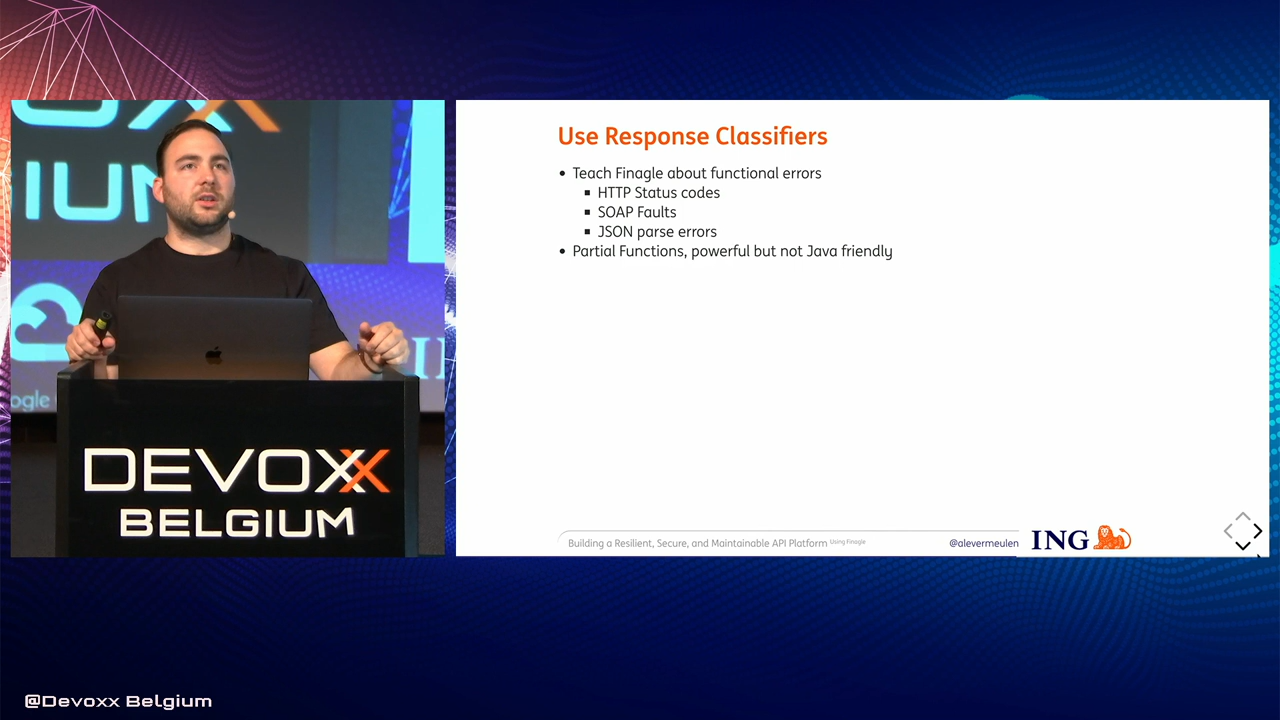 Use Response Classifiers
• Teach Finagle about functional errors
▪ HTTP Status codes
▪ SOAP Faults
▪ JSON parse errors
• Partial Functions, powerful but not Java friendly
Building a Resilient, Secure, and Maintainable API Platform Using Finagle
@alevermeulen
ING
DEVOXX
BELGIUM
ogle
@Devoxx Belgium